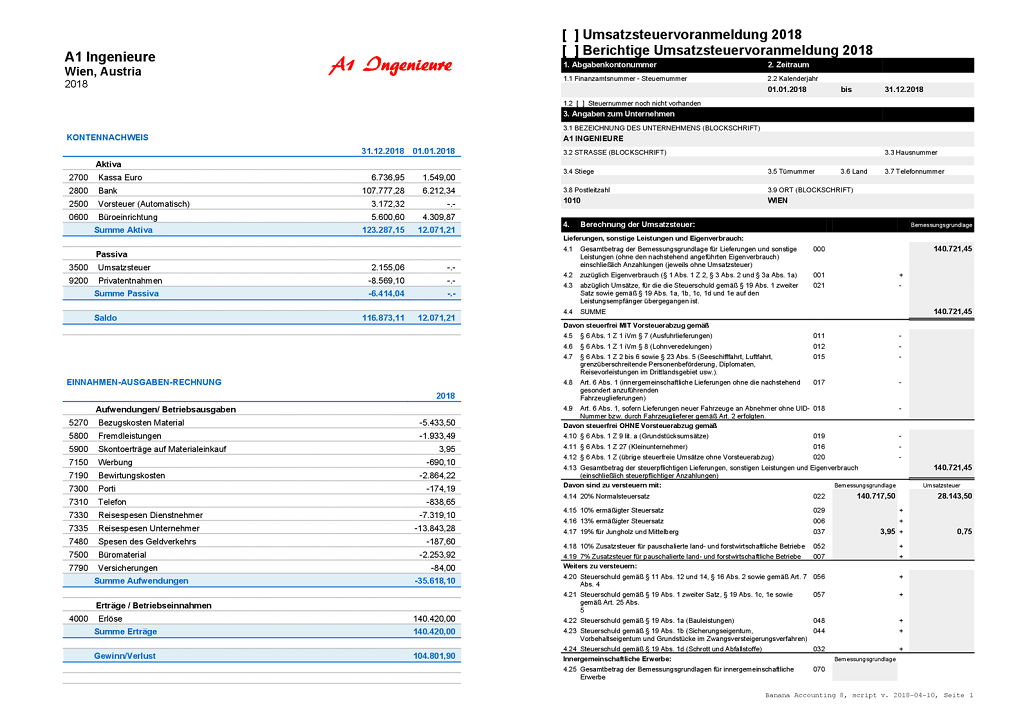 A1 Ingenieure
Wien, Austria
2018
A1 Ingenieure
KONTENNACHWEIS
31.12.2018 01.01.2018
Aktiva
2700 Kassa Euro 6.736,95 1.549,00
2800 Bank 107.777,28 6.212,34
2500 Vorsteuer (Automatisch) 3.172,32 -.-
0600 Büroeinrichtung 5.600,60 4.309,87
Summe Aktiva 123.287,15 12.071,21
Passiva
3500 Umsatzsteuer 2.155,06 -.-
9200 Privatentnahmen -8.569,10 -.-
Summe Passiva -6.414,04 -.-
Saldo 116.873,11 12.071,21
EINNAHMEN-AUSGABEN-RECHNUNG
2018
Aufwendungen/ Betriebsausgaben
5270 Bezugskosten Material -5.433,50
5800 Fremdleistungen -1.933,49
5900 Skontoerträge auf Materialeinkauf 3,95
7150 Werbung -690,10
7190 Bewirtungskosten -2.864,22
7300 Porti -174,19
7310 Telefon -838,65
7330 Reisespesen Dienstnehmer -7.319,10
7335 Reisespesen Unternehmer -13.843,28
7480 Spesen des Geldverkehrs -187,60
7500 Büromaterial -2.253,92
7790 Versicherungen -84,00
Summe Aufwendungen -35.618,10
Erträge / Betriebseinnahmen
4000 Erlöse 140.420,00
Summe Erträge 140.420,00
Gewinn/Verlust 104.801,90
[ ] Umsatzsteuervoranmeldung 2018
[ ] Berichtige Umsatzsteuervoranmeldung 2018
1. Abgabenkontonummer 2. Zeitraum
1.1 Finanzamtsnummer - Steuernummer 2.2 Kalenderjahr
01.01.2018 bis 31.12.2018
1.2 [ ] Steuernummer noch nicht vorhanden
3. Angaben zum Unternehmen
3.1 BEZEICHNUNG DES UNTERNEHMENS (BLOCKSCHRIFT)
A1 INGENIEURE
3.2 STRASSE (BLOCKSCHRIFT) 3.3 Hausnummer
3.4 Stiege 3.5 Türnummer 3.6 Land 3.7 Telefonnummer
3.8 Postleitzahl 3.9 ORT (BLOCKSCHRIFT)
1010 WIEN
4. Berechnung der Umsatzsteuer: Bemessungsgrundlage
Lieferungen, sonstige Leistungen und Eigenverbrauch:
4.1 Gesamtbetrag der Bemessungsgrundlage für Lieferungen und sonstige 000 140.721,45
Leistungen (ohne den nachstehend angeführten Eigenverbrauch)
einschließlich Anzahlungen (jeweils ohne Umsatzsteuer)
4.2 zuzüglich Eigenverbrauch (§ 1 Abs. 1 Z 2, § 3 Abs. 2 und § 3a Abs. 1a) 001 +
4.3 abzüglich Umsätze, für die die Steuerschuld gemäß § 19 Abs. 1 zweiter 021 -
Satz sowie gemäß § 19 Abs. 1a, 1b, 1c, 1d und 1e auf den
Leistungsempfänger übergegangen ist.
4.4 SUMME 140.721,45
Davon steuerfrei MIT Vorsteuerabzug gemäß
4.5 § 6 Abs. 1 Z 1 iVm § 7 (Ausfuhrlieferungen) 011 -
4.6 § 6 Abs. 1 Z 1 iVm § 8 (Lohnveredelungen) 012 -
4.7 § 6 Abs. 1 Z 2 bis 6 sowie § 23 Abs. 5 (Seeschifffahrt, Luftfahrt, 015 -
grenzüberschreitende Personenbeförderung, Diplomaten,
Reisevorleistungen im Drittlandsgebiet usw.).
4.8 Art. 6 Abs. 1 (innergemeinschaftliche Lieferungen ohne die nachstehend 017 -
gesondert anzuführenden
Fahrzeuglieferungen)
4.9 Art. 6 Abs. 1, sofern Lieferungen neuer Fahrzeuge an Abnehmer ohne UID- 018 -
Nummer bzw. durch Fahrzeuglieferer gemäß Art. 2 erfolgten.
Davon steuerfrei OHNE Vorsteuerabzug gemäß
4.10 § 6 Abs. 1 Z 9 lit. a (Grundstücksumsätze) 019 -
4.11 § 6 Abs. 1 Z 27 (Kleinunternehmer) 016 -
4.12 § 6 Abs. 1 Z (übrige steuerfreie Umsätze ohne Vorsteuerabzug) 020 -
4.13 Gesamtbetrag der steuerpflichtigen Lieferungen, sonstigen Leistungen und Eigenverbrauch 140.721,45
(einschließlich steuerpflichtiger Anzahlungen)
Davon sind zu versteuern mit: Bemessungsgrundlage Umsatzsteuer
4.14 20% Normalsteuersatz 022 140.717,50 28.143,50
4.15 10% ermäßigter Steuersatz 029 +
4.16 13% ermäßigter Steuersatz 006 +
4.17 19% für Jungholz und Mittelberg 037 3,95 + 0,75
4.18 10% Zusatzsteuer für pauschalierte land- und forstwirtschaftliche Betriebe 052 +
4.19 7% Zusatzsteuer für pauschalierte land- und forstwirtschaftliche Betriebe 007 +
Weiters zu versteuern:
4.20 Steuerschuld gemäß § 11 Abs. 12 und 14, § 16 Abs. 2 sowie gemäß Art. 7 056 +
Abs. 4
4.21 Steuerschuld gemäß § 19 Abs. 1 zweiter Satz, § 19 Abs. 1c, 1e sowie 057 +
gemäß Art. 25 Abs.
5
4.22 Steuerschuld gemäß § 19 Abs. 1a (Bauleistungen) 048 +
4.23 Steuerschuld gemäß § 19 Abs. 1b (Sicherungseigentum, 044 +
Vorbehaltseigentum und Grundstücke im Zwangsversteigerungsverfahren)
4.24 Steuerschuld gemäß § 19 Abs. 1d (Schrott und Abfallstoffe) 032 +
Innergemeinschaftliche Erwerbe: Bemessungsgrundlage
4.25 Gesamtbetrag der Bemessungsgrundlagen für innergemeinschaftliche 070
Erwerbe
Banana Accounting 8, script v. 2018-04-10, Seite 1